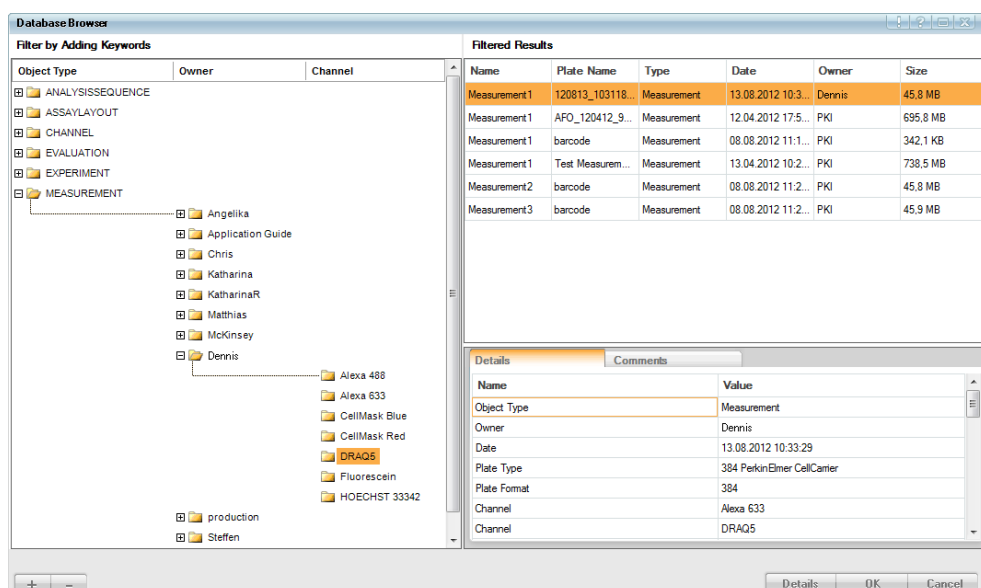 Database Browser
Filter by Adding Keywords
Object Type Owner Channel
ANALYSISSEQUENCE
ASSAYLAYOUT
CHANNEL
EVALUATION
EXPERIMENT
MEASUREMENT
Angelika
Application Guide
Chris
Katharina
KatharinaR
Matthias
McKinsey
Dennis
Alexa 488
Alexa 633
CellMask Blue
CellMask Red
DRAQ5
Fluorescein
HOECHST 33342
production
Steffen
Filtered Results
Name Plate Name Type Date Owner Size
Measurement1 120813_103118... Measurement 13.08.2012 10:3... Dennis 45,8 MB
Measurement1 AFO_120412_9... Measurement 12.04.2012 17:5... PKI 695,8 MB
Measurement1 barcode Measurement 08.08.2012 11:1... PKI 342,1 KB
Measurement1 Test Measurem... Measurement 13.04.2012 10:2... PKI 738,5 MB
Measurement2 barcode Measurement 08.08.2012 11:2... PKI 45,8 MB
Measurement3 barcode Measurement 08.08.2012 11:2... PKI 45,9 MB
Details Comments
Name Value
Object Type Measurement
Owner Dennis
Date 13.08.2012 10:33:29
Plate Type 384 PerkinElmer CellCarrier
Plate Format 384
Channel Alexa 633
Channel DRAQ5
+ - Details OK Cancel